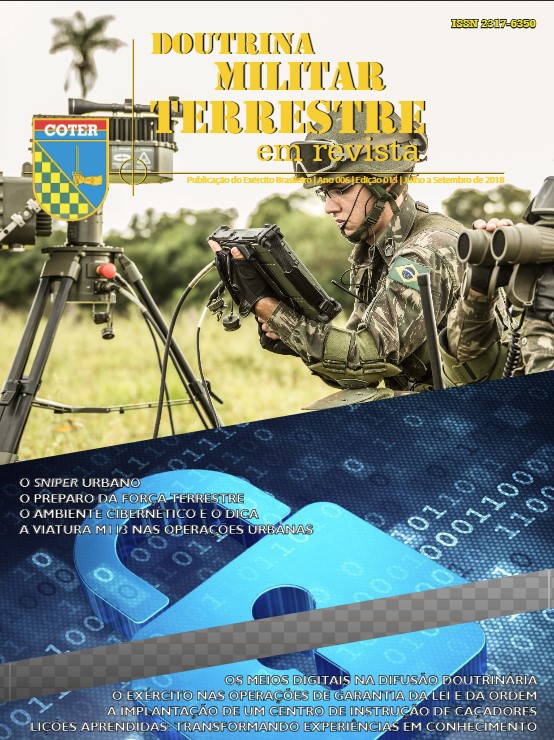 ISSN 2317-6350
DOUTRINA
MILITAR
TERRESTRE
em revista
COTER
Publicação do Exército Brasileiro | Ano 006 | Edição 015 | Julho a Setembro de 2018
O SNIPER URBANO
O PREPARO DA FORÇA TERRESTRE
O AMBIENTE CIBERNÉTICO E O DICA
A VIATURA M113 NAS OPERAÇÕES URBANAS
OS MEIOS DIGITAIS NA DIFUSÃO DOUTRINÁRIA
O EXÉRCITO NAS OPERAÇÕES DE GARANTIA DA LEI E DA ORDEM
A IMPLANTAÇÃO DE UM CENTRO DE INSTRUÇÃO DE CAÇADORES
LIÇÕES APRENDIDAS: TRANSFORMANDO EXPERIÊNCIAS EM CONHECIMENTO